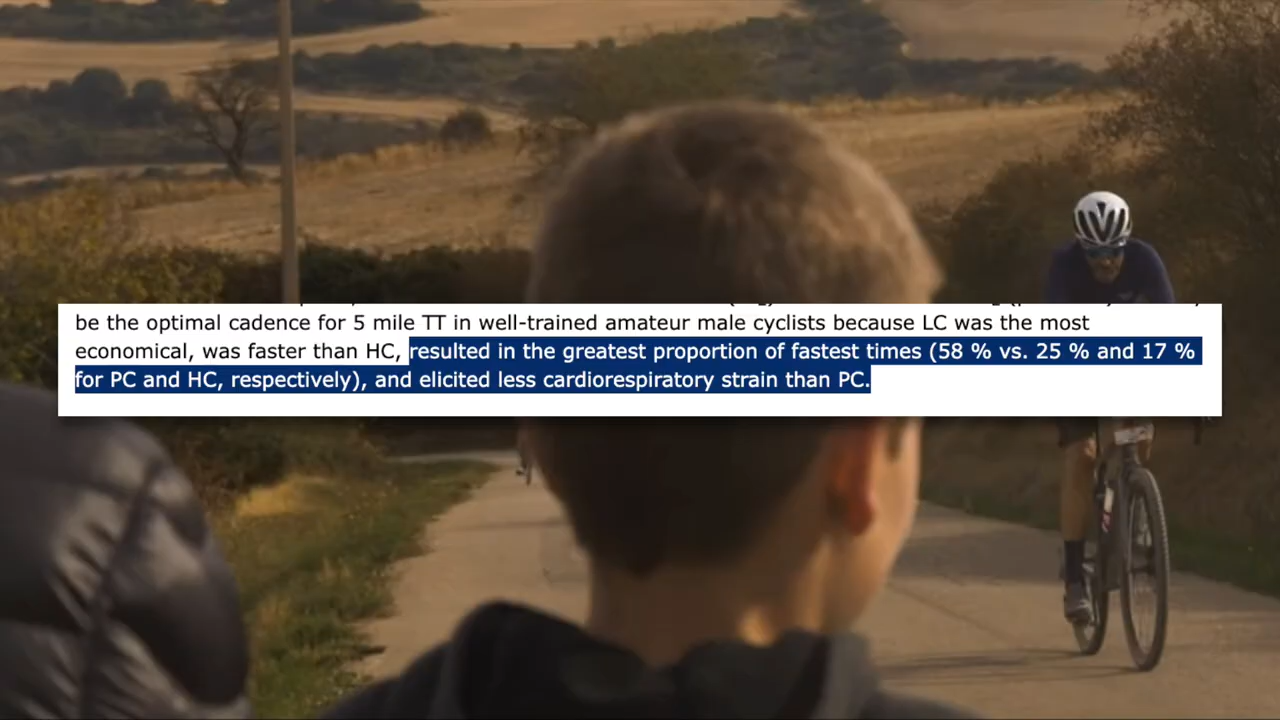 be the optimal cadence for 5 mile TT in well-trained amateur male cyclists because LC was the most
economical, was faster than HC, resulted in the greatest proportion of fastest times (58 % vs. 25 % and 17 %
for PC and HC, respectively), and elicited less cardiorespiratory strain than PC.